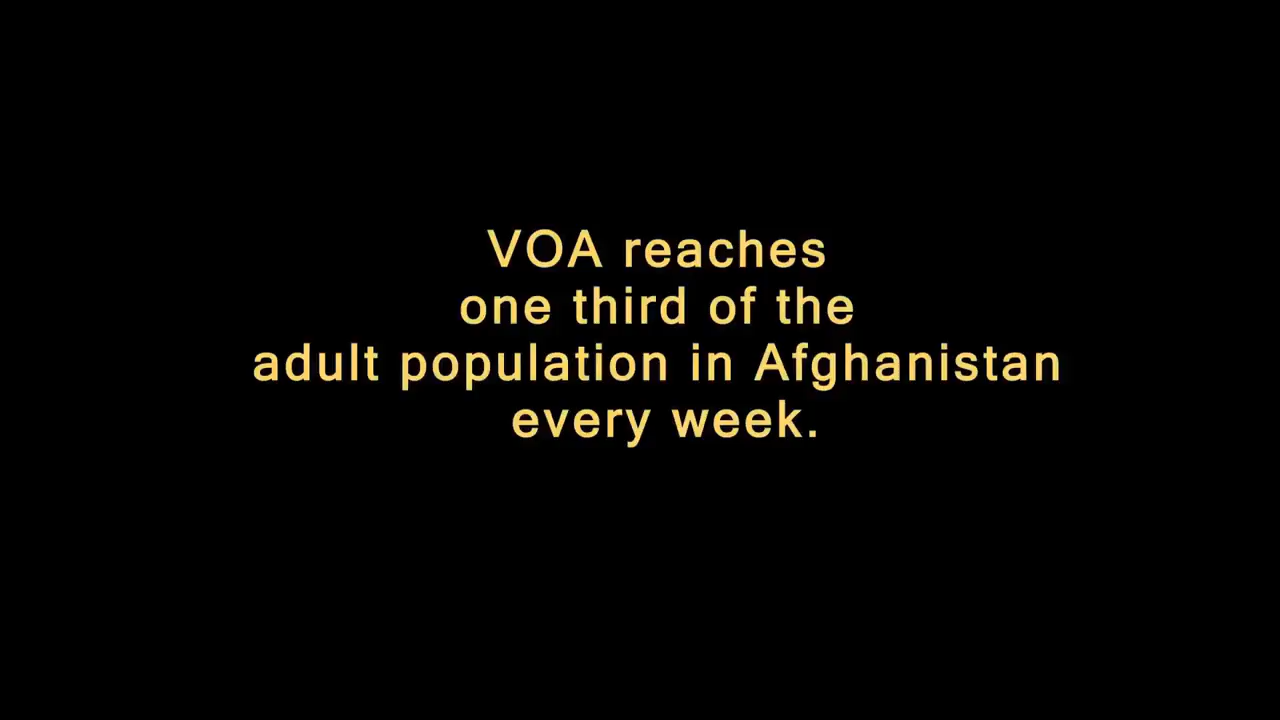 VOA reaches
one third of the
adult population in Afghanistan
every week.